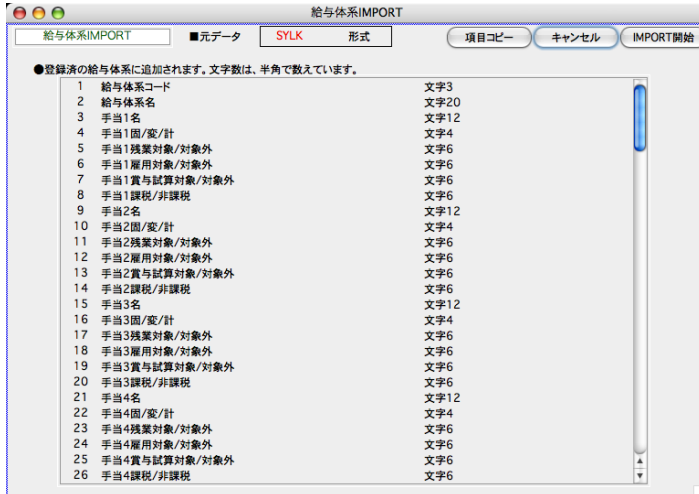 給与体系IMPORT
給与体系IMPORT ■元データ SYLK 形式 項目コピー キャンセル IMPORT開始
●登録済の給与体系に追加されます。文字数は、半角で数えています。
1 給与体系コード 文字3
2 給与体系名 文字20
3 手当1名 文字12
4 手当1固/変/計 文字4
5 手当1残業対象/対象外 文字6
6 手当1雇用対象/対象外 文字6
7 手当1賞与試算対象/対象外 文字6
8 手当1課税/非課税 文字6
9 手当2名 文字12
10 手当2固/変/計 文字4
11 手当2残業対象/対象外 文字6
12 手当2雇用対象/対象外 文字6
13 手当2賞与試算対象/対象外 文字6
14 手当2課税/非課税 文字6
15 手当3名 文字12
16 手当3固/変/計 文字4
17 手当3残業対象/対象外 文字6
18 手当3雇用対象/対象外 文字6
19 手当3賞与試算対象/対象外 文字6
20 手当3課税/非課税 文字6
21 手当4名 文字12
22 手当4固/変/計 文字4
23 手当4残業対象/対象外 文字6
24 手当4雇用対象/対象外 文字6
25 手当4賞与試算対象/対象外 文字6
26 手当4課税/非課税 文字6